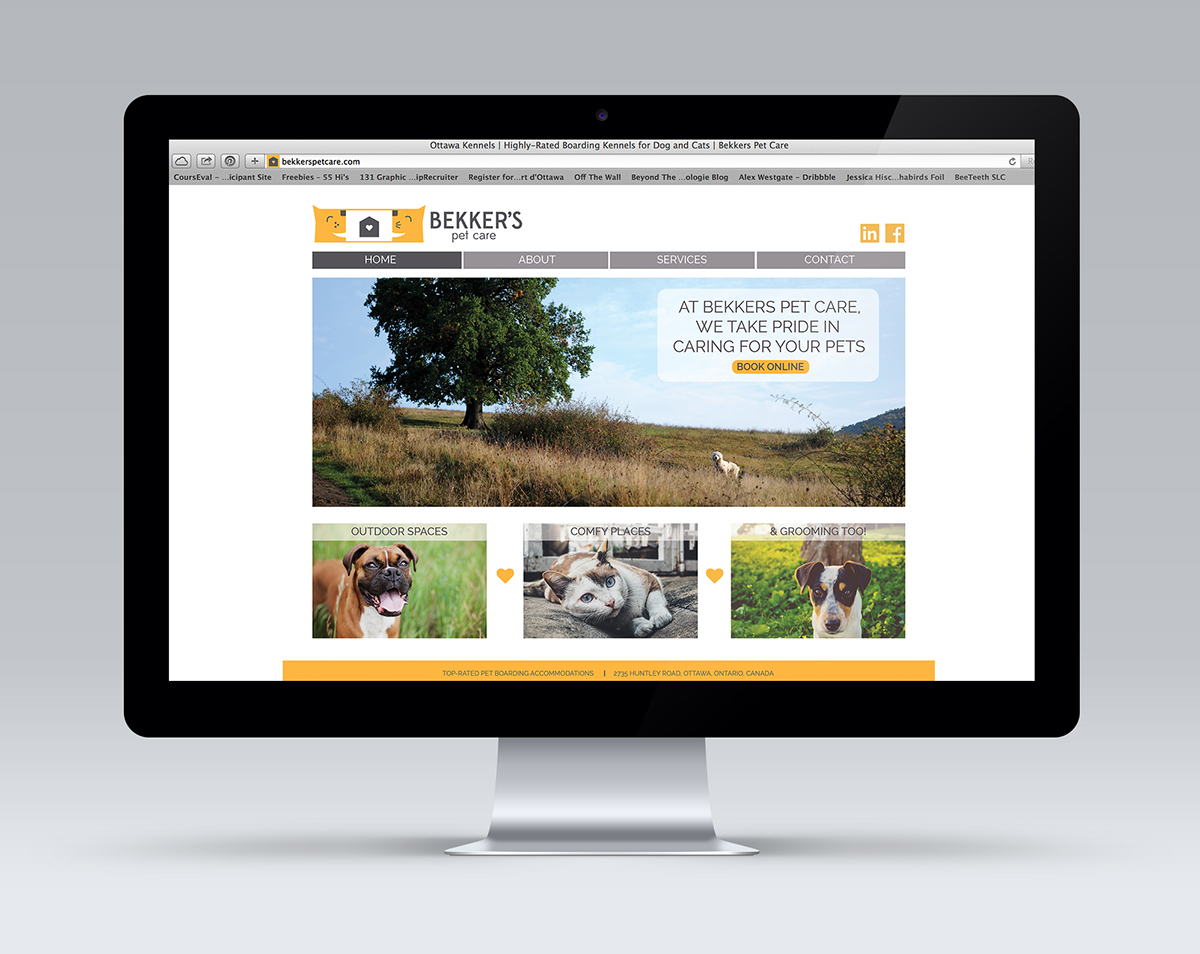 Ottawa Kennels | Highly-Rated Boarding Kennels for Dog and Cats | Bekkers Pet Care
bekkerspetcare.com
CoursEval - ...icipant Site Freebies - 55 Hi's 131 Graphic ...ipRecruiter Register for...rt d'Ottawa Off The Wall Beyond The ...ologie Blog Alex Westgate - Dribbble Jessica Hisc...habirds Foil BeeTeeth SLC
BEKKER'S
pet care
in f
HOME ABOUT SERVICES CONTACT
AT BEKKERS PET CARE,
WE TAKE PRIDE IN
CARING FOR YOUR PETS
BOOK ONLINE
OUTDOOR SPACES COMFY PLACES & GROOMING TOO!
TOP-RATED PET BOARDING ACCOMMODATIONS | 2735 HUNTLEY ROAD, OTTAWA, ONTARIO, CANADA